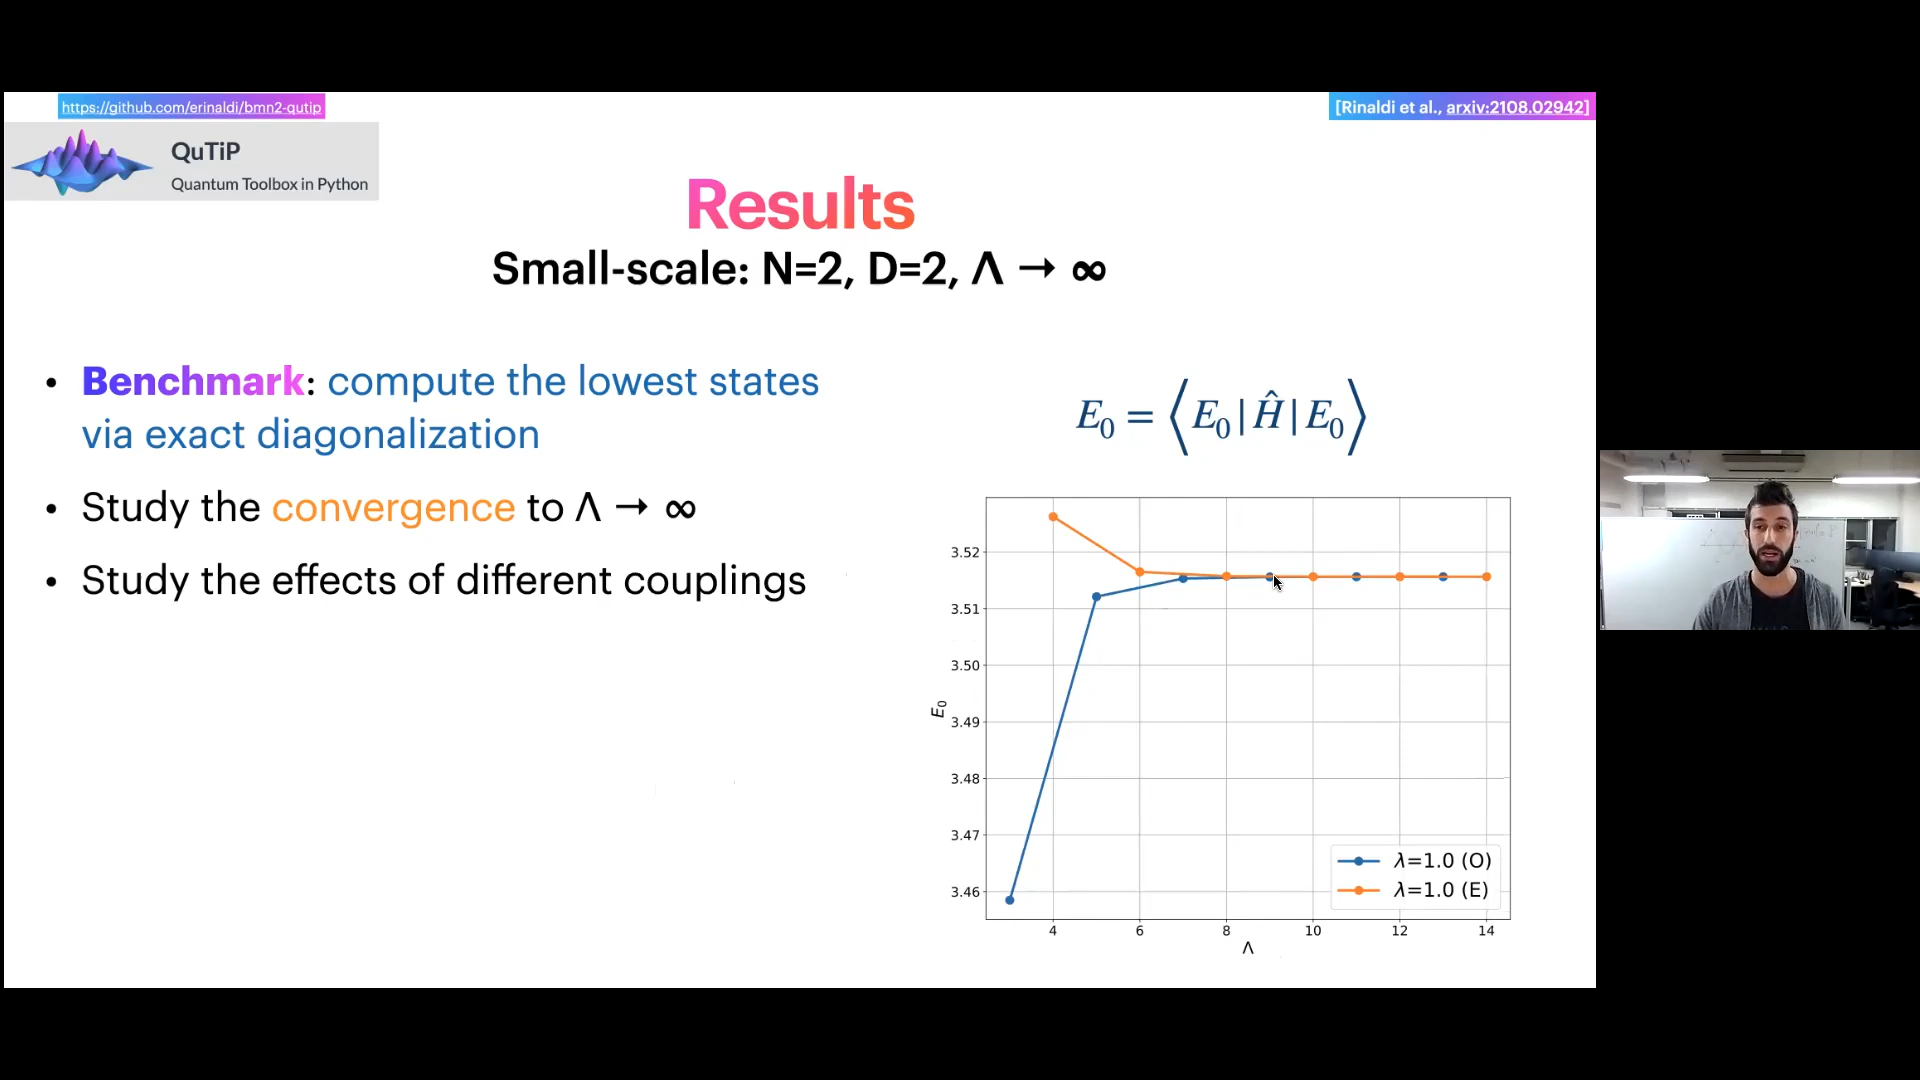 https://github.com/erinaldi/bmn2-qutip
[Rinaldi et al., arxiv:2108.02942]
QuTiP
Quantum Toolbox in Python
Results
Small-scale: N=2, D=2, Λ → ∞
• Benchmark: compute the lowest states
via exact diagonalization
• Study the convergence to Λ → ∞
• Study the effects of different couplings
E₀ = ⟨E₀|Ĥ|E₀⟩
3.52
3.51
3.50
3.49
3.48
3.47
3.46
E₀
λ=1.0 (O)
λ=1.0 (E)
4 6 8 10 12 14
Λ